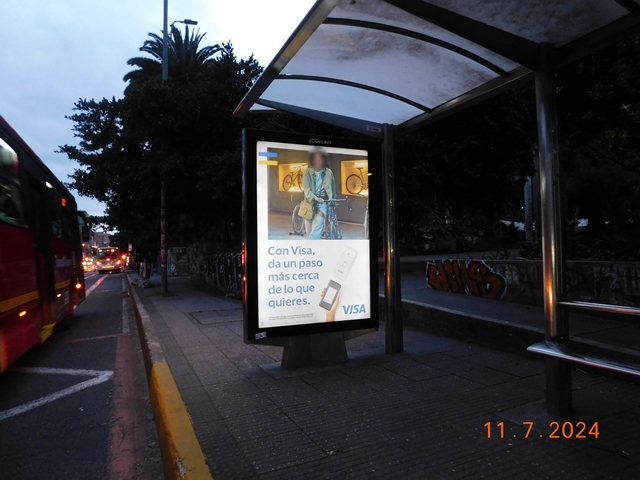 JCDecaux
Con Visa,
da un paso
más cerca
de lo que
quieres.
VISA
11.7.2024